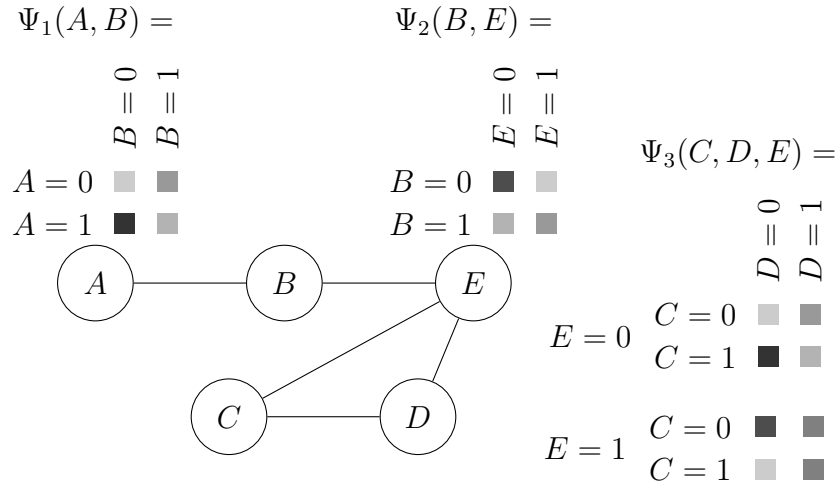 Ψ₁(A, B) =
B = 0
B = 1
A = 0
A = 1
Ψ₂(B, E) =
E = 0
E = 1
B = 0
B = 1
Ψ₃(C, D, E) =
D = 0
D = 1
E = 0
C = 0
C = 1
E = 1
C = 0
C = 1
A
B
E
C
D